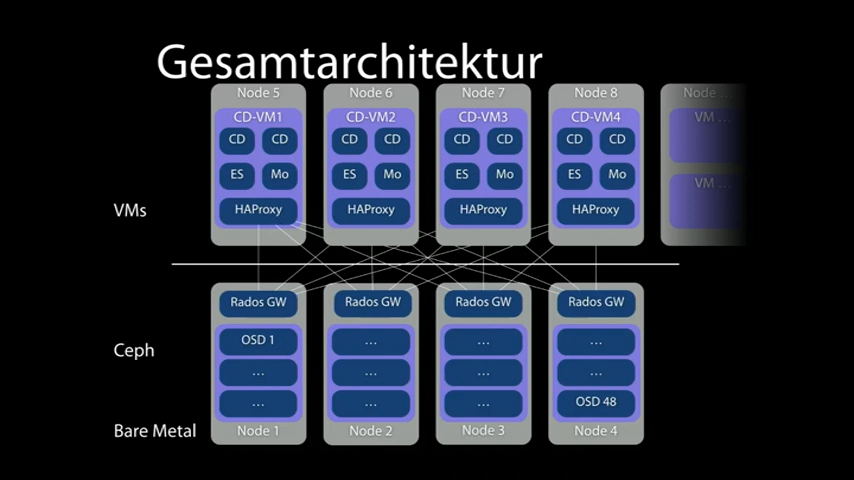 Gesamtarchitektur
Node 5 Node 6 Node 7 Node 8 Node ...
CD-VM1 CD-VM2 CD-VM3 CD-VM4 VM ...
CD CD CD CD CD CD CD CD
ES Mo ES Mo ES Mo ES Mo
VM ...
VMs HAProxy HAProxy HAProxy HAProxy
Rados GW Rados GW Rados GW Rados GW
OSD 1 ... ... ...
Ceph
... ... ... ...
... ... ... OSD 48
Bare Metal Node 1 Node 2 Node 3 Node 4